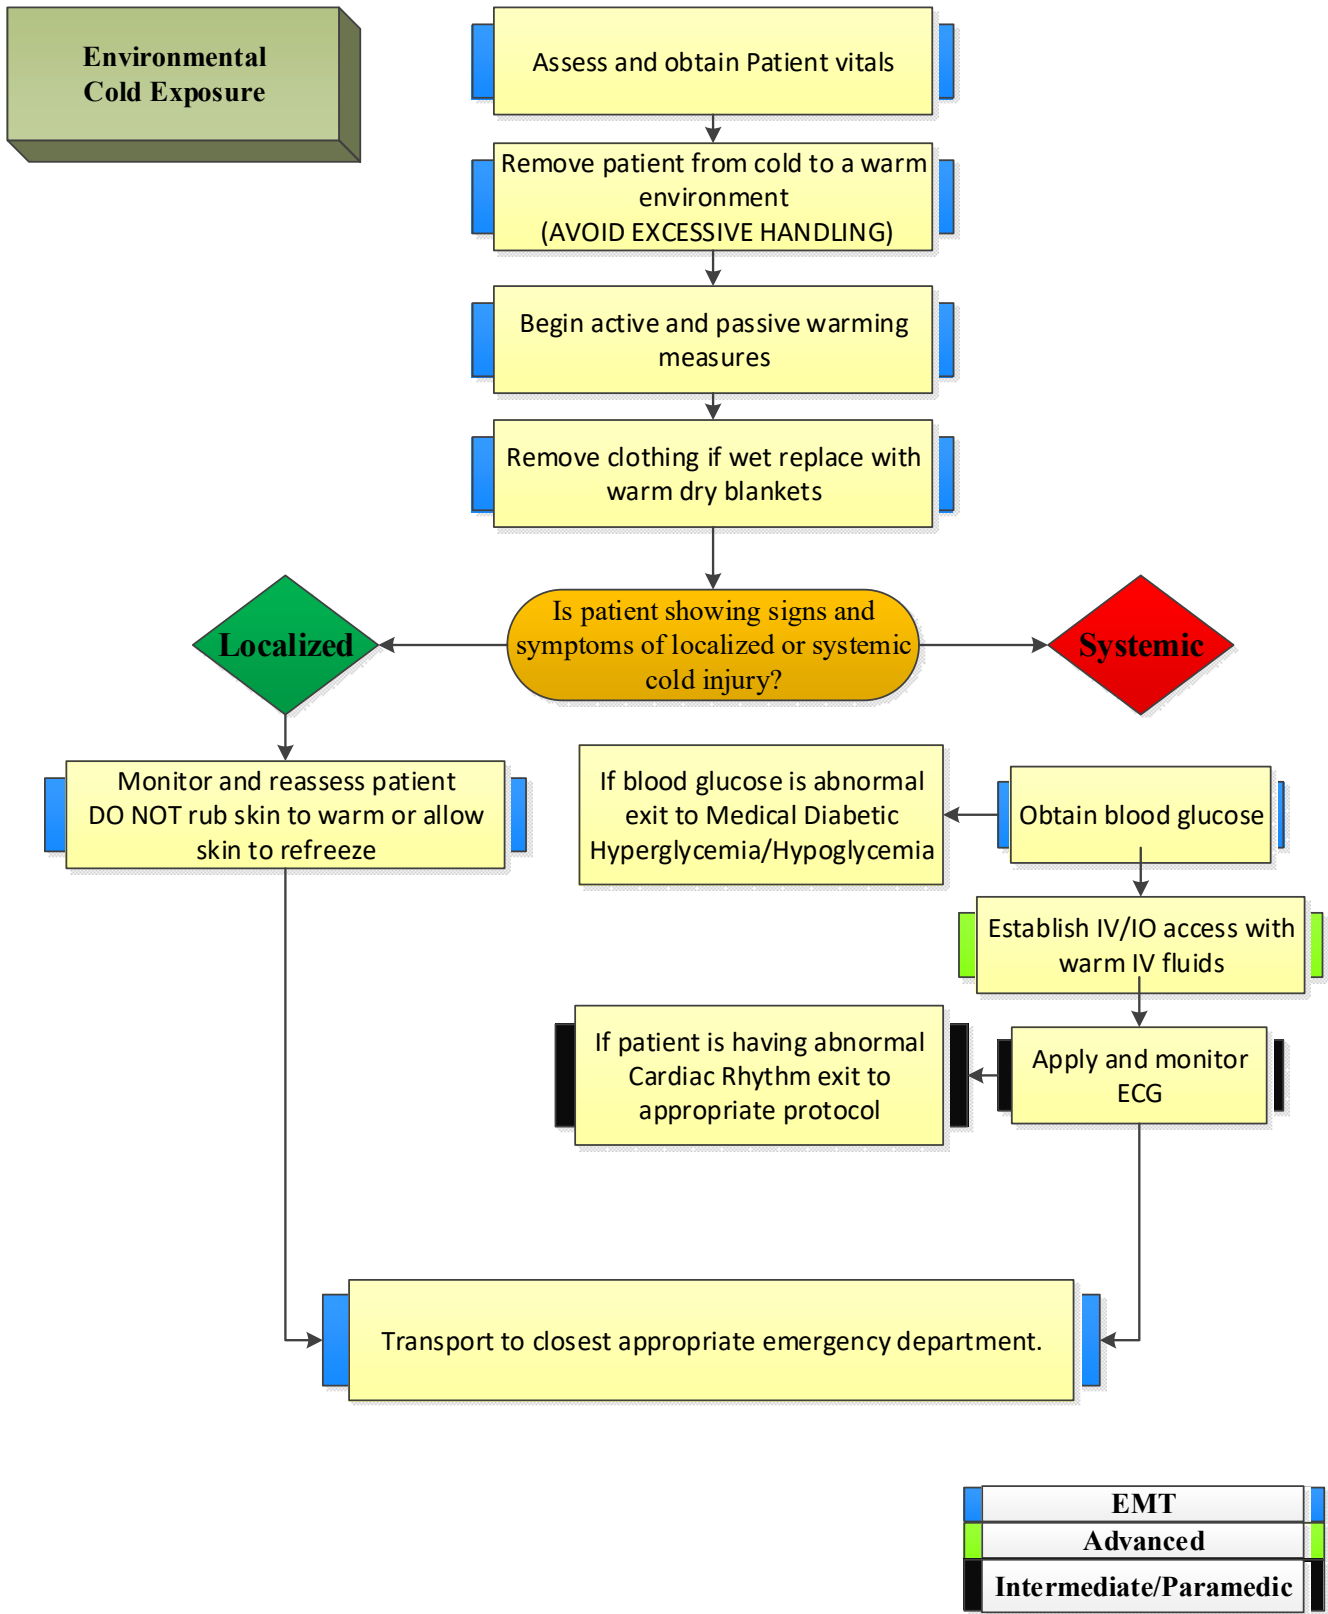 Environmental
Cold Exposure
Assess and obtain Patient vitals
Remove patient from cold to a warm
environment
(AVOID EXCESSIVE HANDLING)
Begin active and passive warming
measures
Remove clothing if wet replace with
warm dry blankets
Is patient showing signs and
symptoms of localized or systemic
cold injury?
Localized
Systemic
Monitor and reassess patient
DO NOT rub skin to warm or allow
skin to refreeze
If blood glucose is abnormal
exit to Medical Diabetic
Hyperglycemia/Hypoglycemia
Obtain blood glucose
Establish IV/IO access with
warm IV fluids
If patient is having abnormal
Cardiac Rhythm exit to
appropriate protocol
Apply and monitor
ECG
Transport to closest appropriate emergency department.
EMT
Advanced
Intermediate/Paramedic